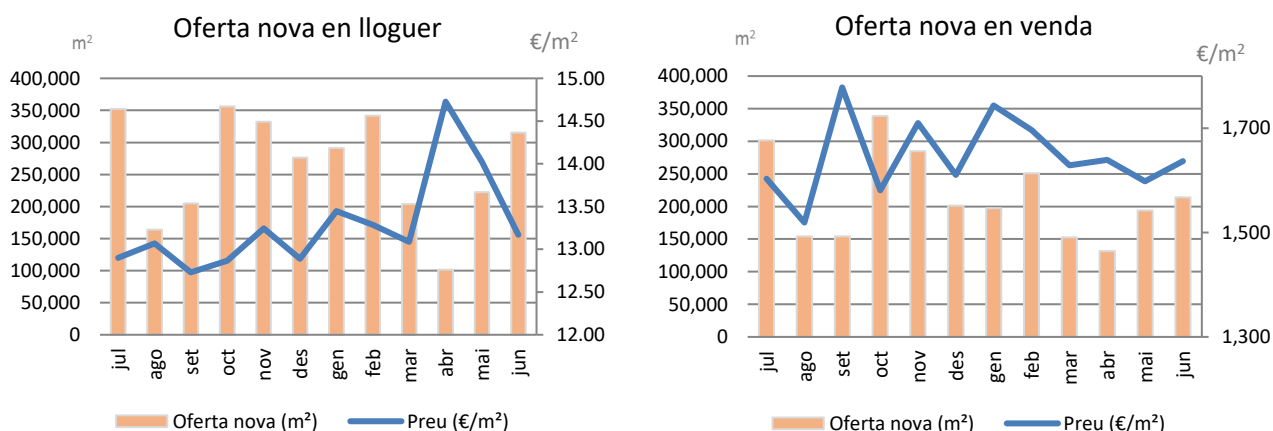 Oferta nova en lloguer
m²
€/m²
400,000
350,000
300,000
250,000
200,000
150,000
100,000
50,000
0
15.00
14.50
14.00
13.50
13.00
12.50
12.00
jul
ago
set
oct
nov
des
gen
feb
mar
abr
mai
jun
Oferta nova (m²)
Preu (€/m²)
Oferta nova en venda
m²
€/m²
400,000
350,000
300,000
250,000
200,000
150,000
100,000
50,000
0
1,700
1,500
1,300
jul
ago
set
oct
nov
des
gen
feb
mar
abr
mai
jun
Oferta nova (m²)
Preu (€/m²)